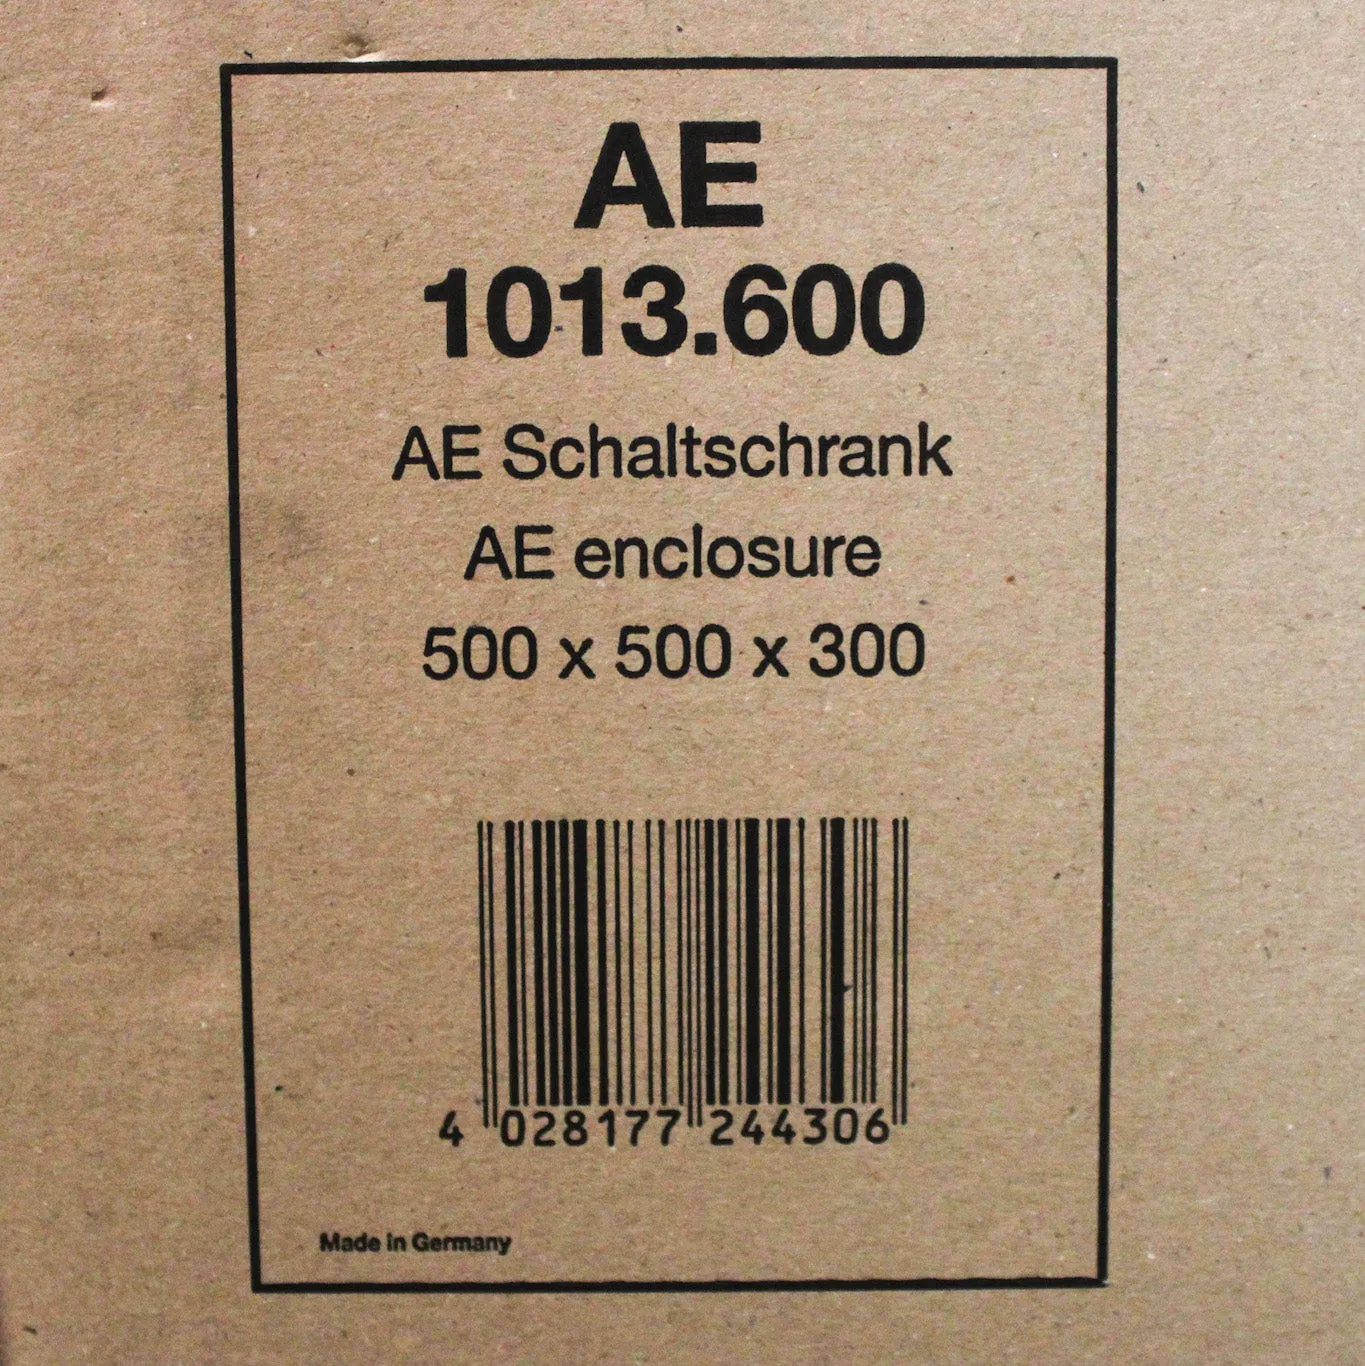 AE
1013.600
AE Schaltschrank
AE enclosure
500 x 500 x 300
4 028177 244306
Made in Germany